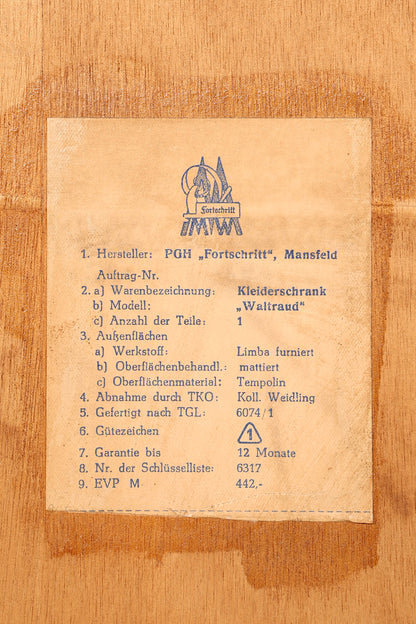 Fortschritt
1. Hersteller: PGH „Fortschritt“, Mansfeld
Auftrag-Nr.
2. a) Warenbezeichnung: Kleiderschrank
b) Modell: „Waltraud“
c) Anzahl der Teile: 1
3. Außenflächen
a) Werkstoff: Limba furniert
b) Oberflächenbehandl.: mattiert
c) Oberflächenmaterial: Tempolin
4. Abnahme durch TKO: Koll. Weidling
5. Gefertigt nach TGL: 6074/1
6. Gütezeichen 1
7. Garantie bis 12 Monate
8. Nr. der Schlüsselliste: 6317
9. EVP M 442,-